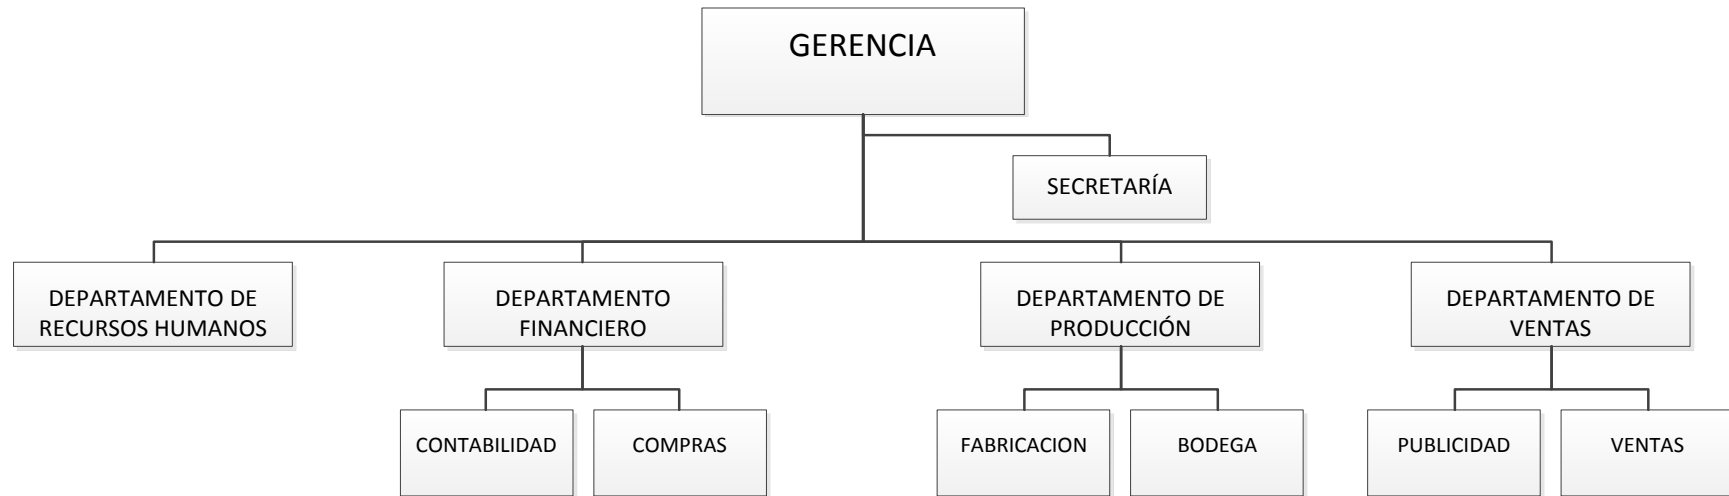 GERENCIA
SECRETARÍA
DEPARTAMENTO DE
RECURSOS HUMANOS
DEPARTAMENTO
FINANCIERO
DEPARTAMENTO DE
PRODUCCIÓN
DEPARTAMENTO DE
VENTAS
CONTABILIDAD
COMPRAS
FABRICACION
BODEGA
PUBLICIDAD
VENTAS